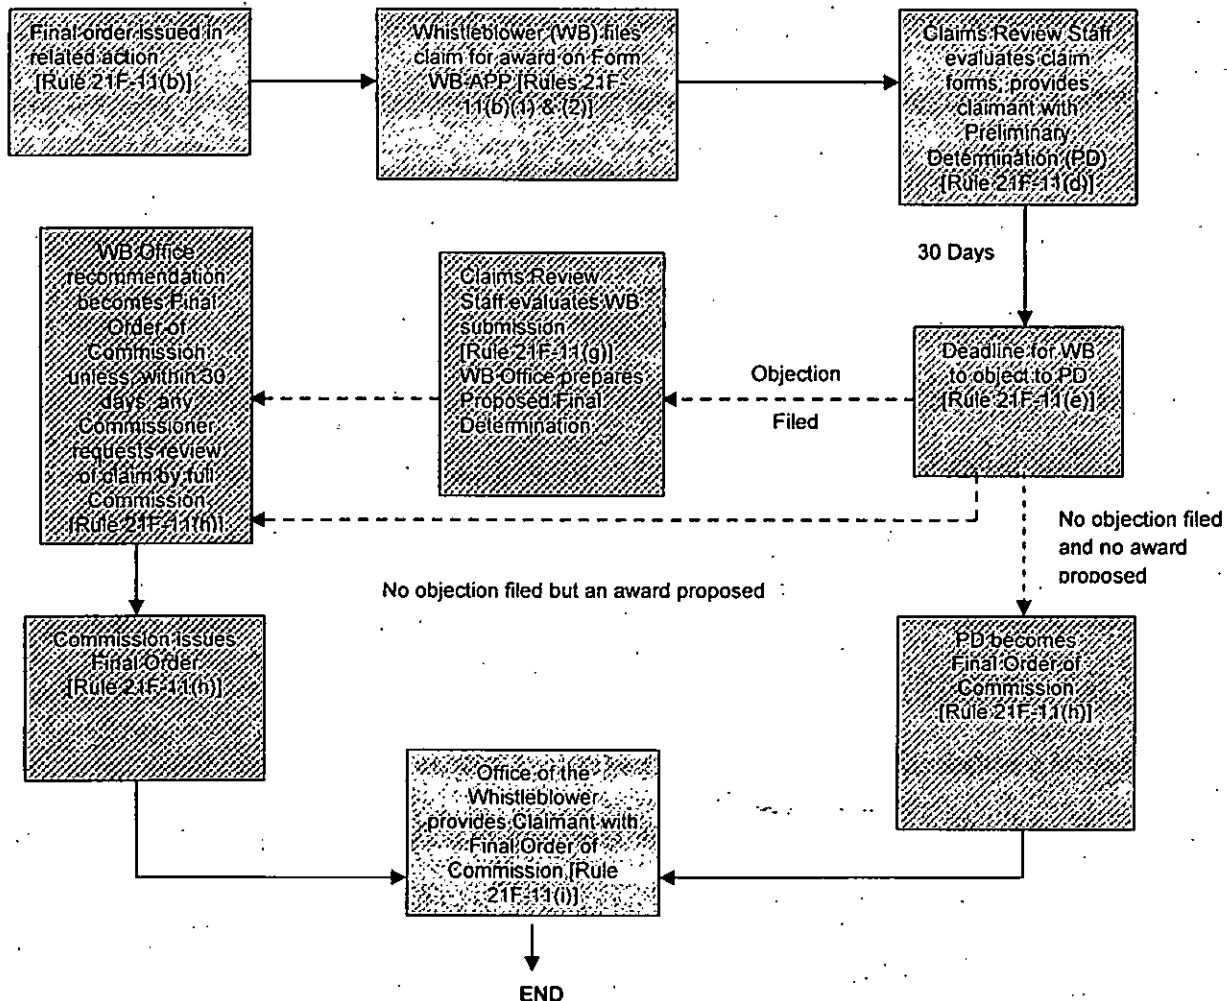 Final order issued in
related action
[Rule 21F-11(b)]
Whistleblower (WB) files
claim for award on Form
WB-APP [Rules 21F
11(b)(1) & (2)]
Claims Review Staff
evaluates claim
forms, provides
claimant with
Preliminary
Determination (PD)
[Rule 21F-11(d)]
30 Days
WB Office
recommendation
becomes Final
Order of
Commission
unless, within 30
days, any
Commissioner
requests review
of claim by full
Commission
[Rule 21F-11(h)]
Claims Review
Staff evaluates WB
submission
[Rule 21F-11(g)]
WB Office prepares
Proposed Final
Determination
Objection
Filed
Deadline for WB
to object to PD
[Rule 21F-11(e)]
No objection filed
and no award
proposed
No objection filed but an award proposed
Commission issues
Final Order
[Rule 21F-11(h)]
PD becomes
Final Order of
Commission
[Rule 21F-11(h)]
Office of the
Whistleblower
provides Claimant with
Final Order of
Commission [Rule
21F-11(i)]
END